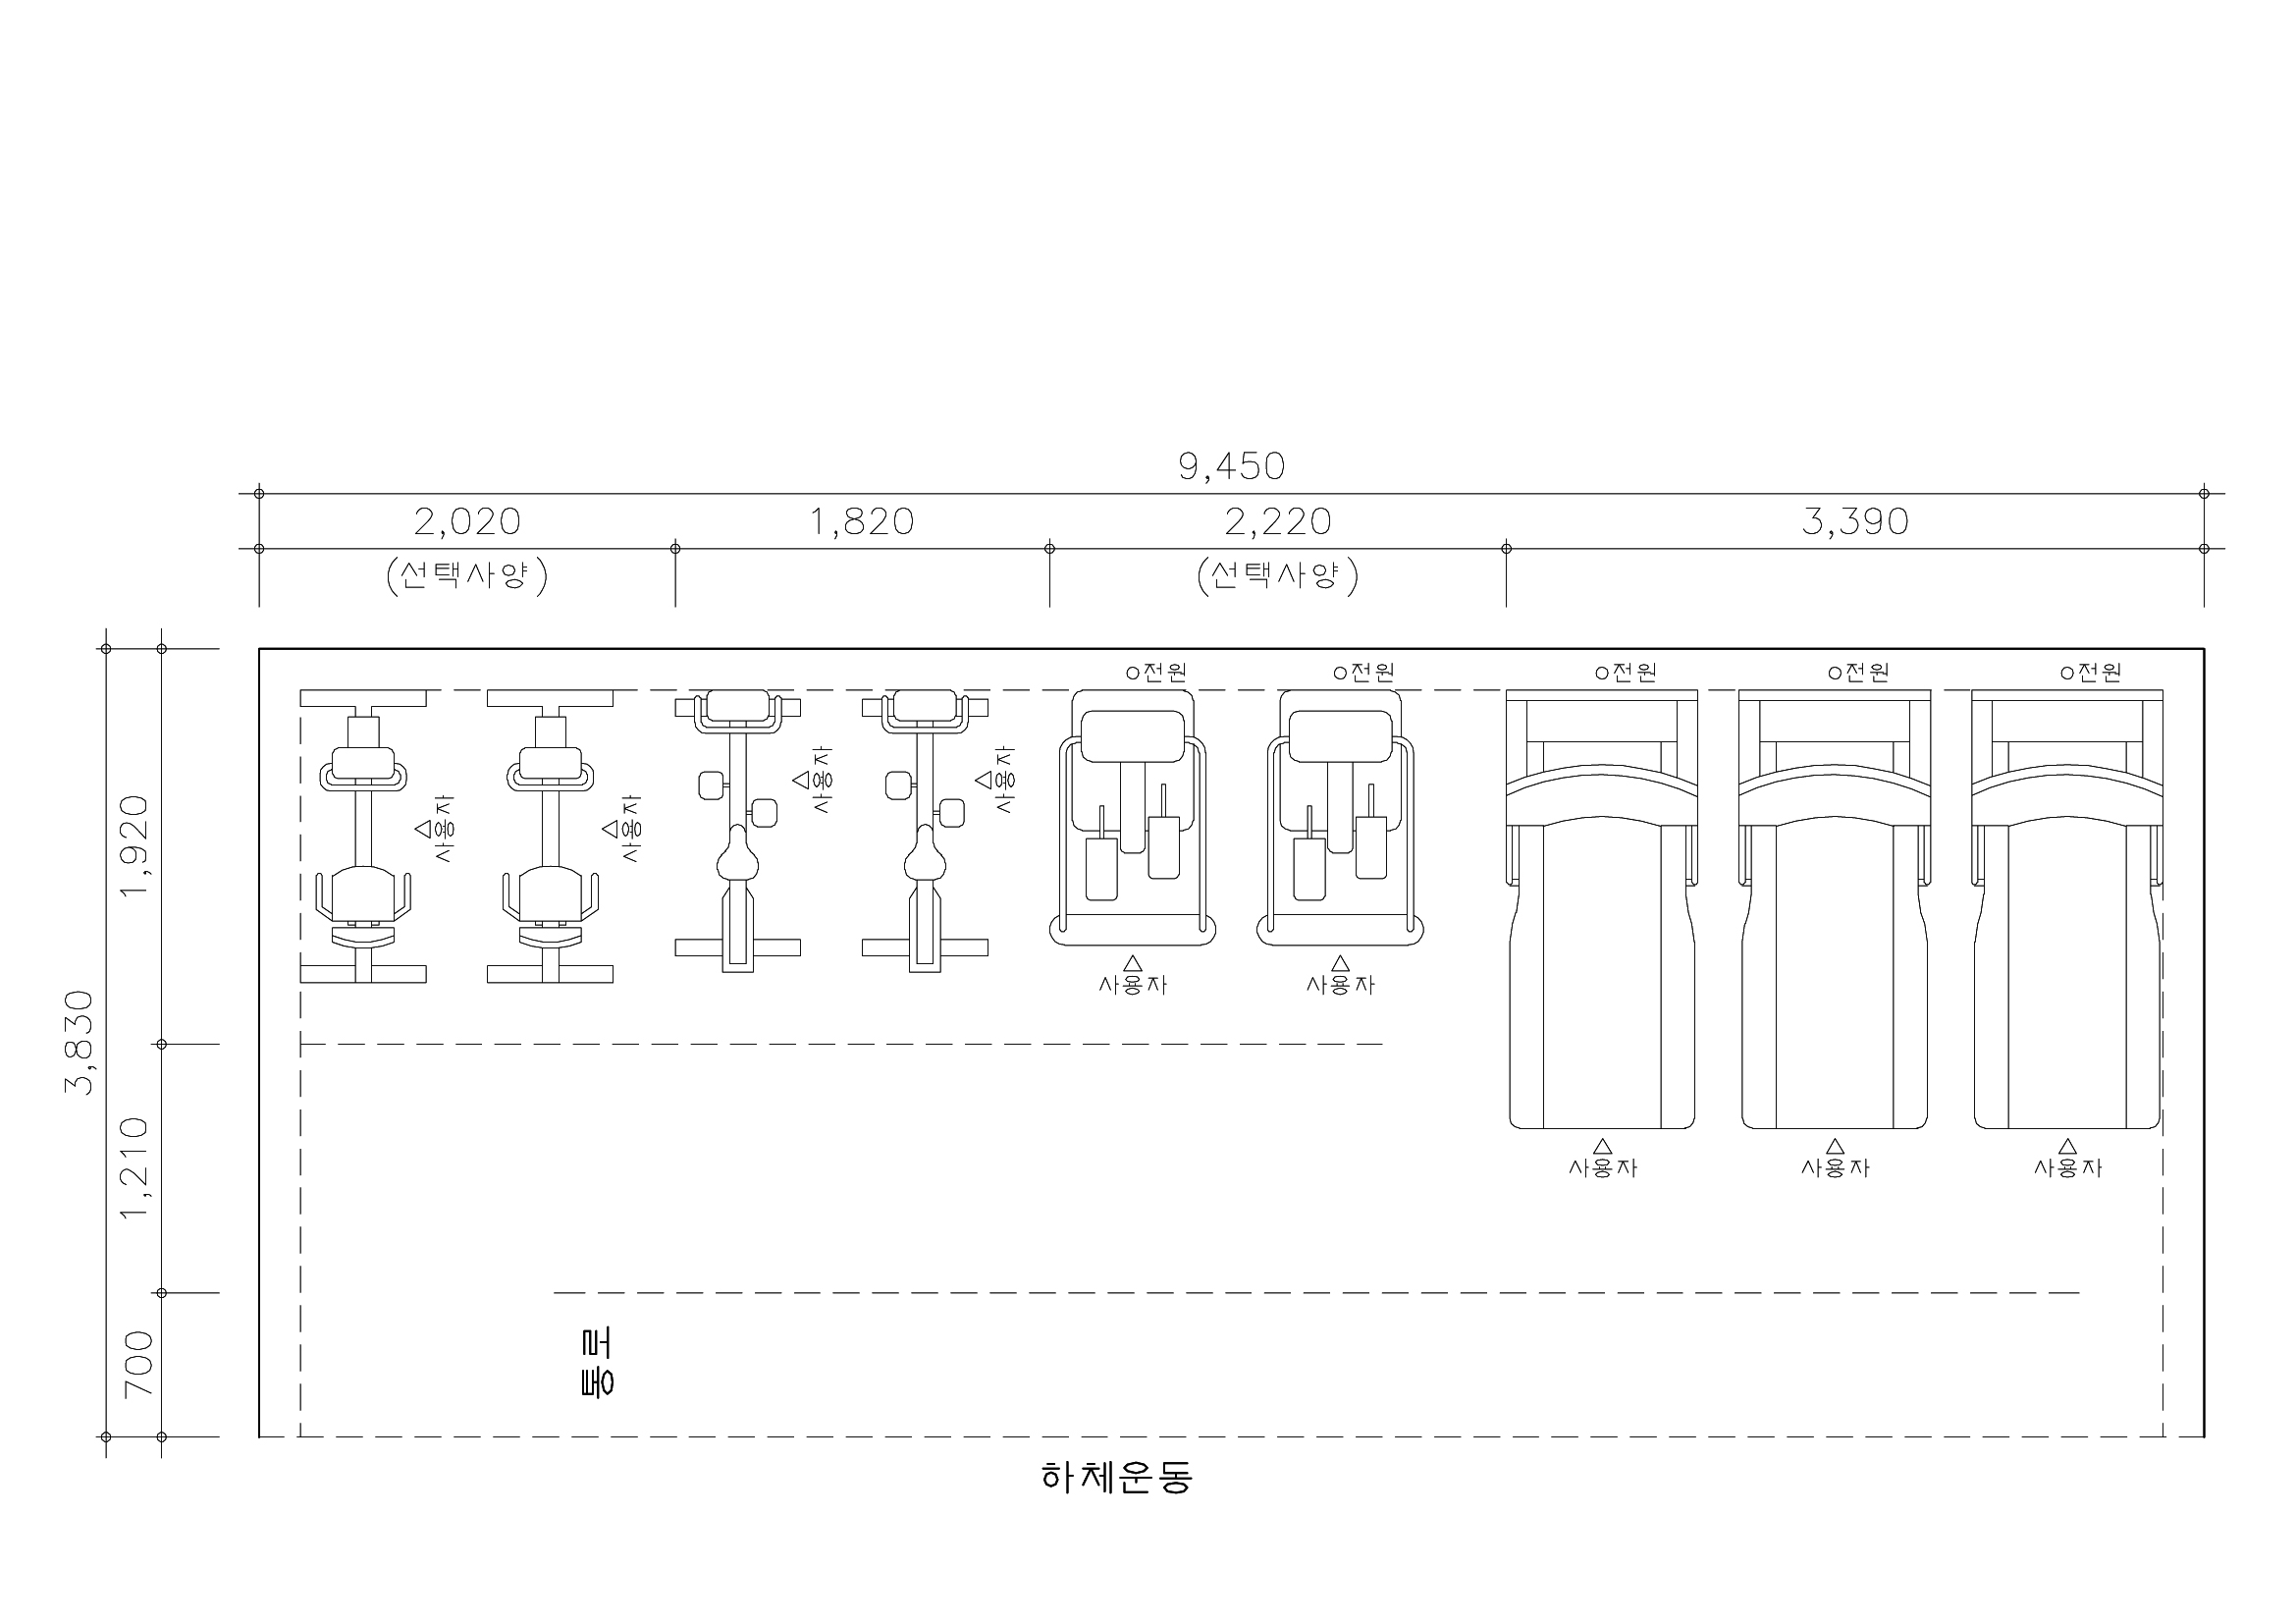 9,450
2,020
1,820
2,220
3,390
(선택사양)
(선택사양)
전원
전원
전원
전원
전원
사용자
사용자
사용자
사용자
사용자
사용자
사용자
사용자
사용자
3,830
1,920
1,210
700
통로
하체운동